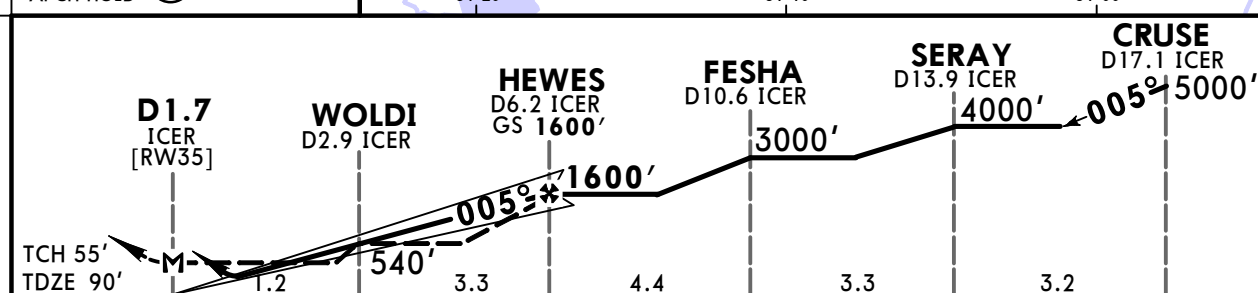 CRUSE
D17.1 ICER
SERAY
D13.9 ICER
FESHA
D10.6 ICER
HEWES
D6.2 ICER
GS 1600'
WOLDI
D2.9 ICER
D1.7
ICER
[RW35]
5000'
005°
4000'
3000'
1600'
005°
540'
M
TCH 55'
TDZE 90'
1.2
3.3
4.4
3.3
3.2